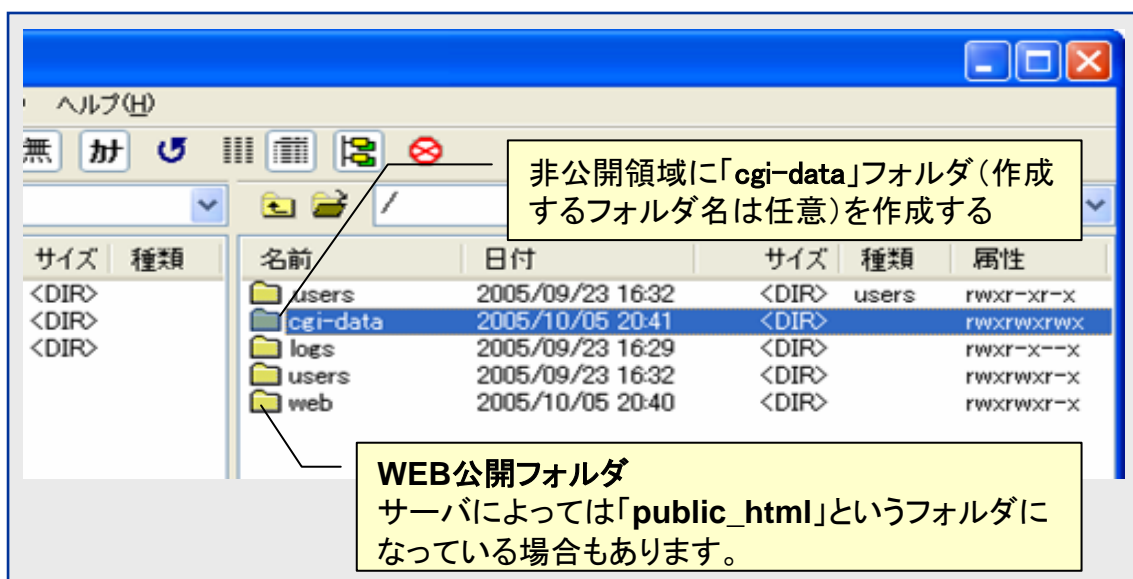 ヘルプ(H)
無 カナ
非公開領域に「cgi-data」フォルダ（作成
するフォルダ名は任意）を作成する
/
サイズ 種類 名前 日付 サイズ 種類 属性
<DIR> .users 2005/09/23 16:32 <DIR> users rwxr-xr-x
<DIR> cgi-data 2005/10/05 20:41 <DIR> rwxrwxrwx
<DIR> logs 2005/09/23 16:29 <DIR> rwxr-x--x
users 2005/09/23 16:32 <DIR> rwxrwxr-x
web 2005/10/05 20:40 <DIR> rwxrwxr-x
WEB公開フォルダ
サーバによっては「public_html」というフォルダに
なっている場合もあります。